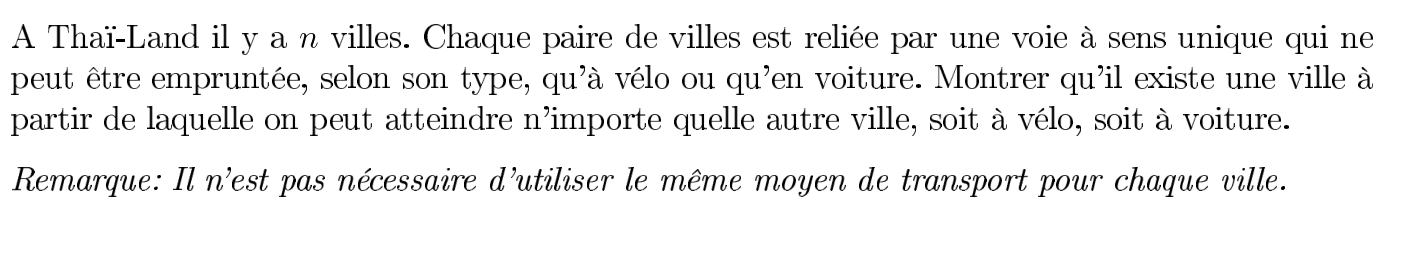 A Thaï-Land il y a n villes. Chaque paire de villes est reliée par une voie à sens unique qui ne
peut être empruntée, selon son type, qu'à vélo ou qu'en voiture. Montrer qu'il existe une ville à
partir de laquelle on peut atteindre n'importe quelle autre ville, soit à vélo, soit à voiture.
Remarque: Il n'est pas nécessaire d'utiliser le même moyen de transport pour chaque ville.